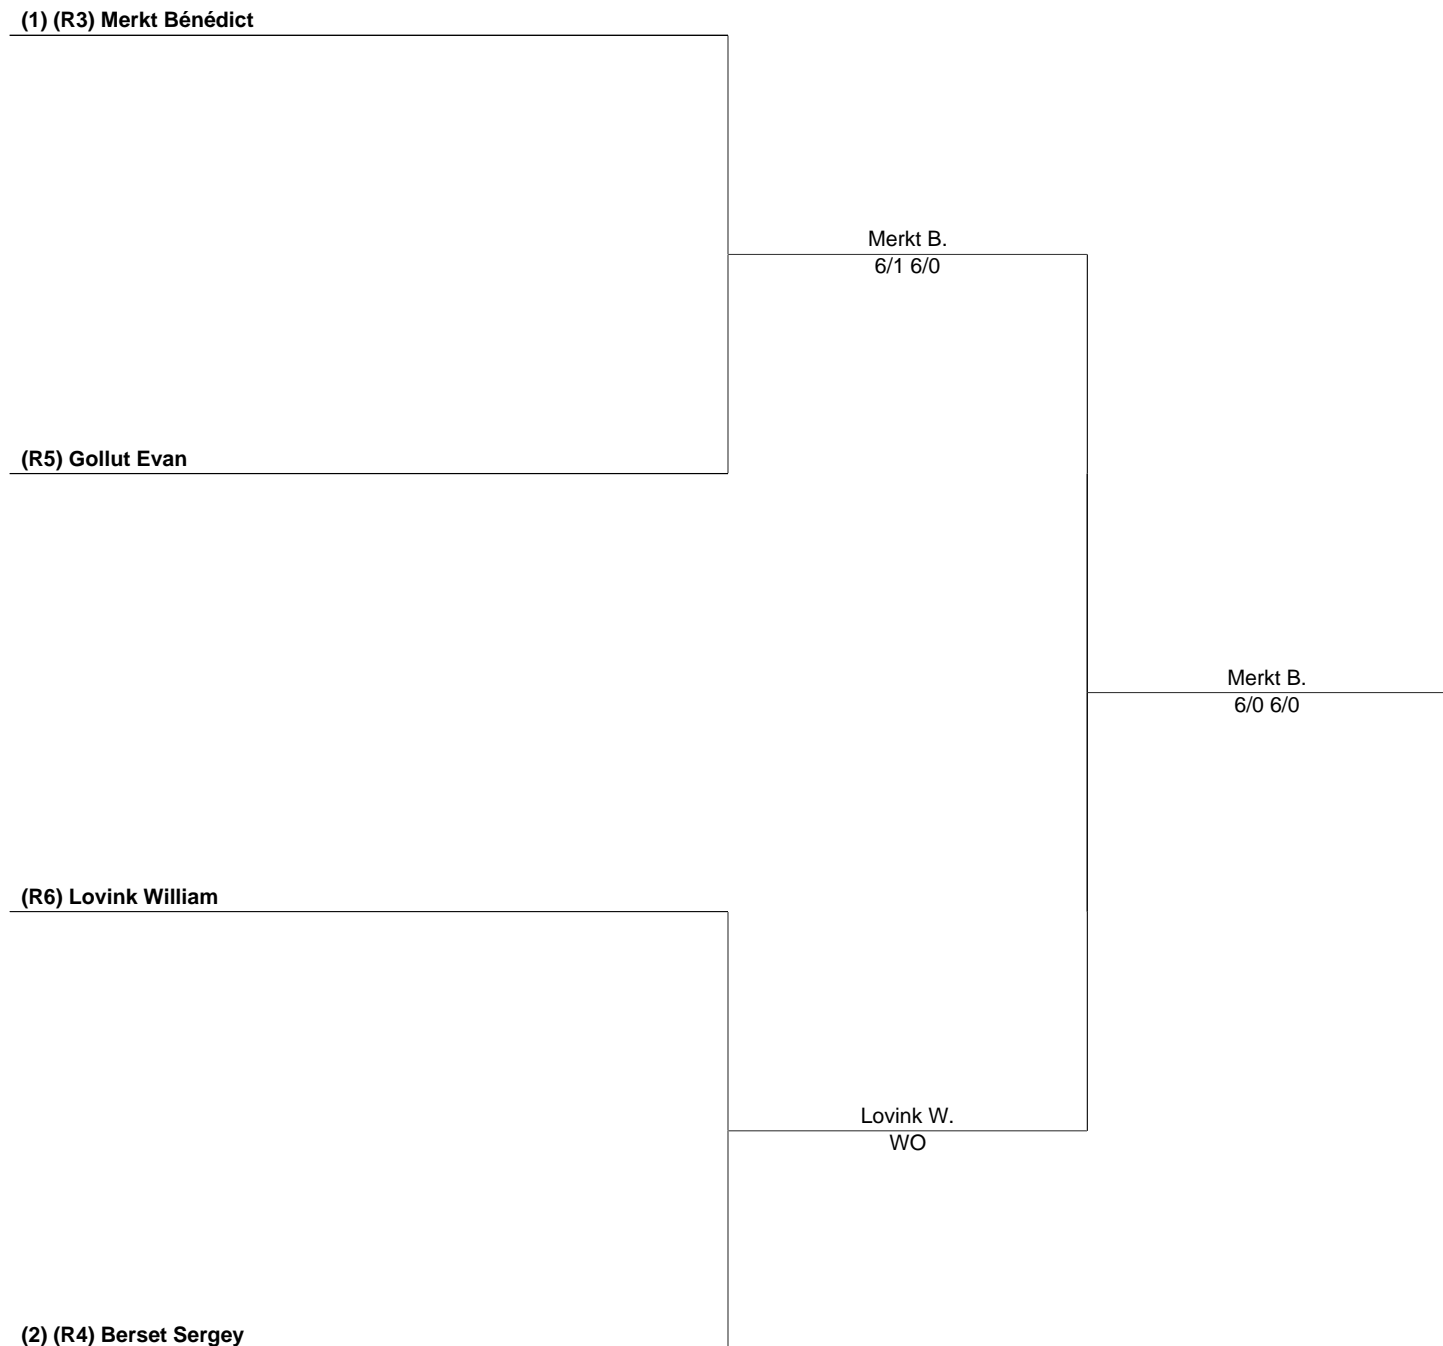 (1) (R3) Merkt Bénédict
Merkt B.
6/1 6/0
(R5) Gollut Evan
Merkt B.
6/0 6/0
(R6) Lovink William
Lovink W.
WO
(2) (R4) Berset Sergey